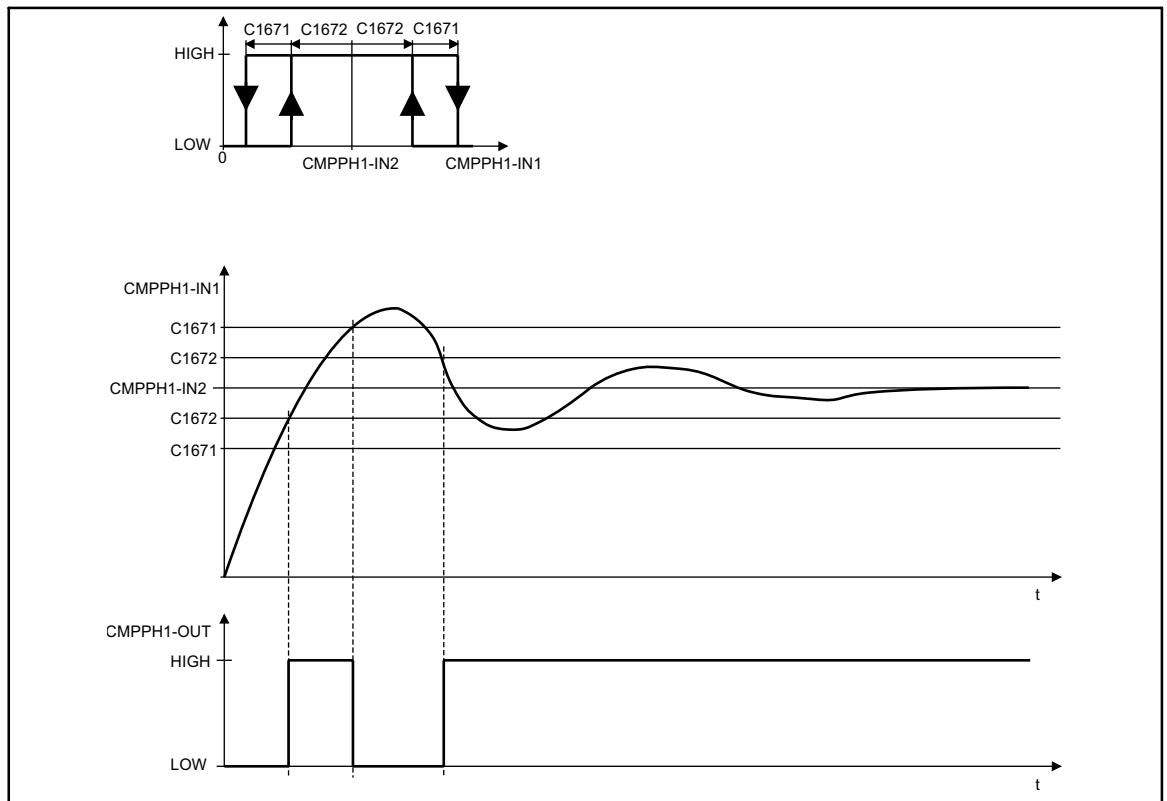 C1671 C1672 C1672 C1671
HIGH
LOW
0
CMPPH1-IN2 CMPPH1-IN1
CMPPH1-IN1
C1671
C1672
CMPPH1-IN2
C1672
C1671
t
CMPPH1-OUT
HIGH
LOW
t